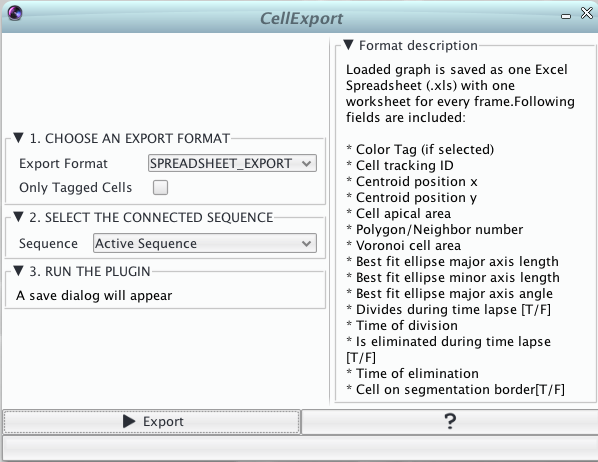 CellExport
1. CHOOSE AN EXPORT FORMAT
Export Format SPREADSHEET_EXPORT
Only Tagged Cells
2. SELECT THE CONNECTED SEQUENCE
Sequence Active Sequence
3. RUN THE PLUGIN
A save dialog will appear
Format description
Loaded graph is saved as one Excel
Spreadsheet (.xls) with one
worksheet for every frame.Following
fields are included:
* Color Tag (if selected)
* Cell tracking ID
* Centroid position x
* Centroid position y
* Cell apical area
* Polygon/Neighbor number
* Voronoi cell area
* Best fit ellipse major axis length
* Best fit ellipse minor axis length
* Best fit ellipse major axis angle
* Divides during time lapse [T/F]
* Time of division
* Is eliminated during time lapse
[T/F]
* Time of elimination
* Cell on segmentation border[T/F]
Export
?